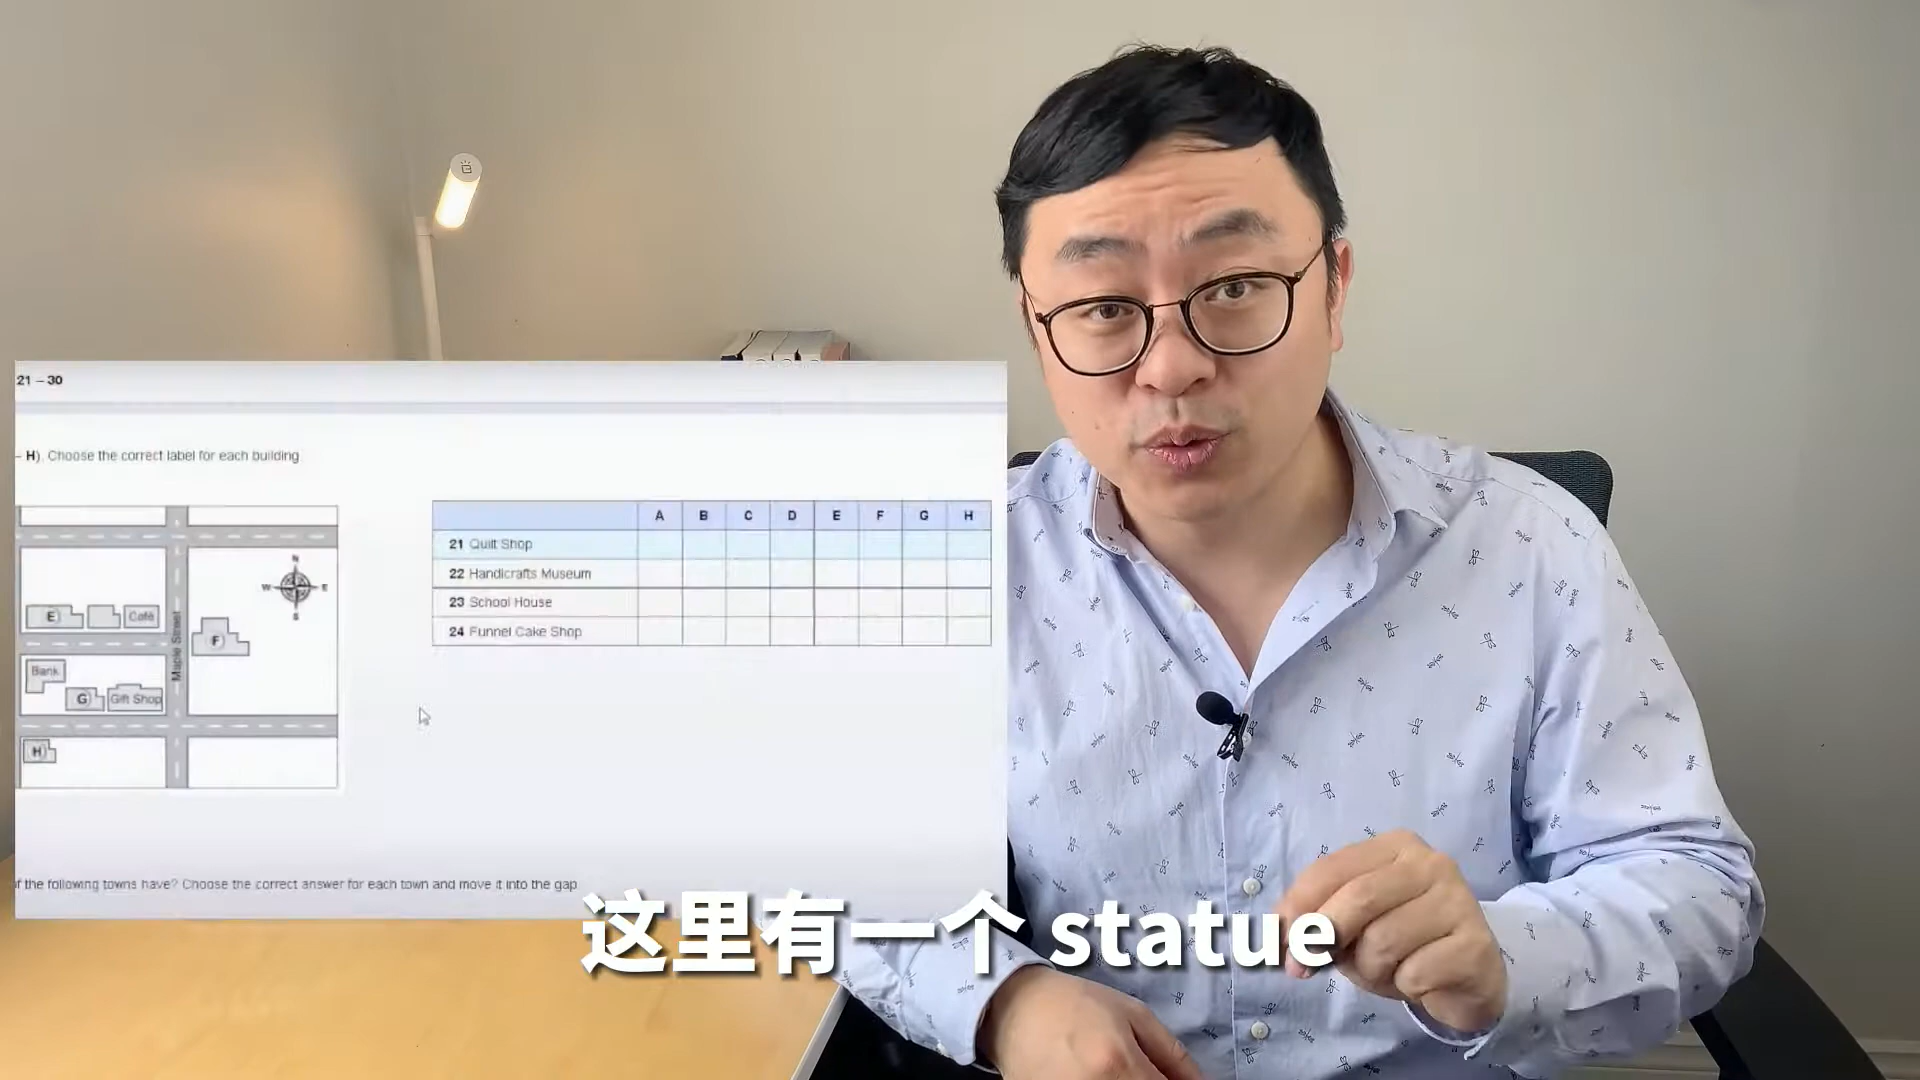 21 – 30
– H). Choose the correct label for each building
A B C D E F G H
21 Quilt Shop
22 Handicrafts Museum
23 School House
24 Funnel Cake Shop
N
W E
S
E Café
Maple Street
F
Bank
G Gift Shop
H
f the following towns have? Choose the correct answer for each town and move it into the gap
这里有一个 statue